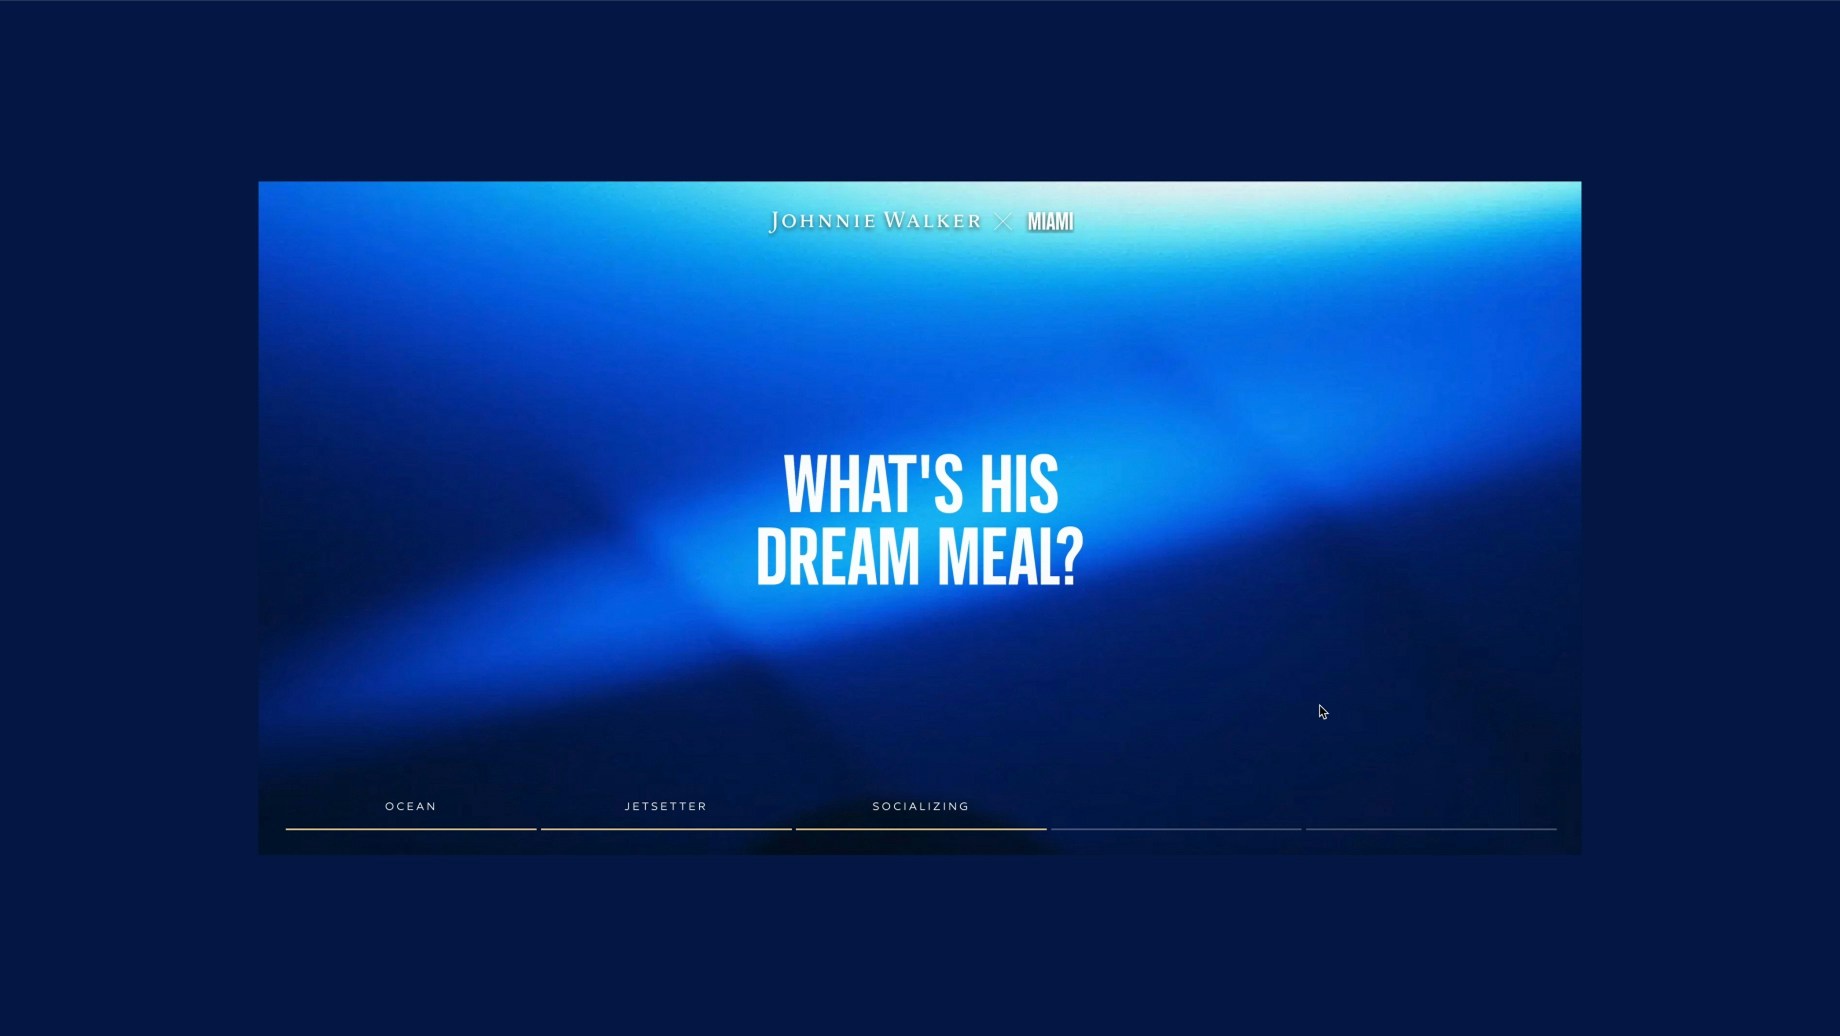 JOHNNIE WALKER × MIAMI
WHAT'S HIS
DREAM MEAL?
OCEAN
JETSETTER
SOCIALIZING